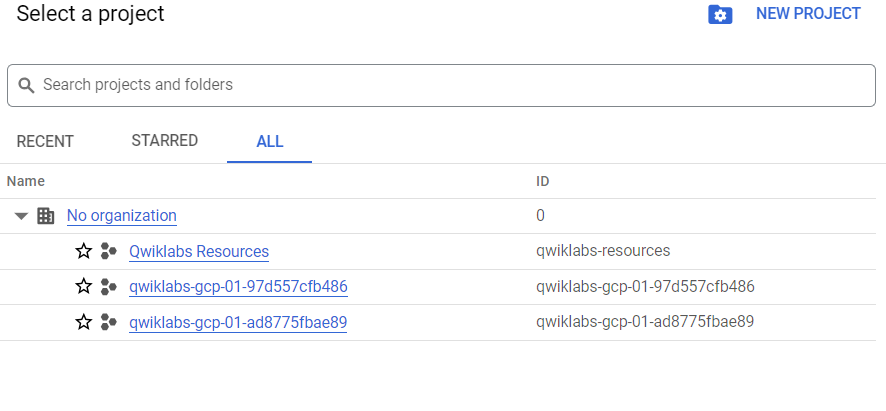 Select a project
NEW PROJECT
Search projects and folders
RECENT STARRED ALL
Name ID
No organization 0
Qwiklabs Resources qwiklabs-resources
qwiklabs-gcp-01-97d557cfb486 qwiklabs-gcp-01-97d557cfb486
qwiklabs-gcp-01-ad8775fbae89 qwiklabs-gcp-01-ad8775fbae89